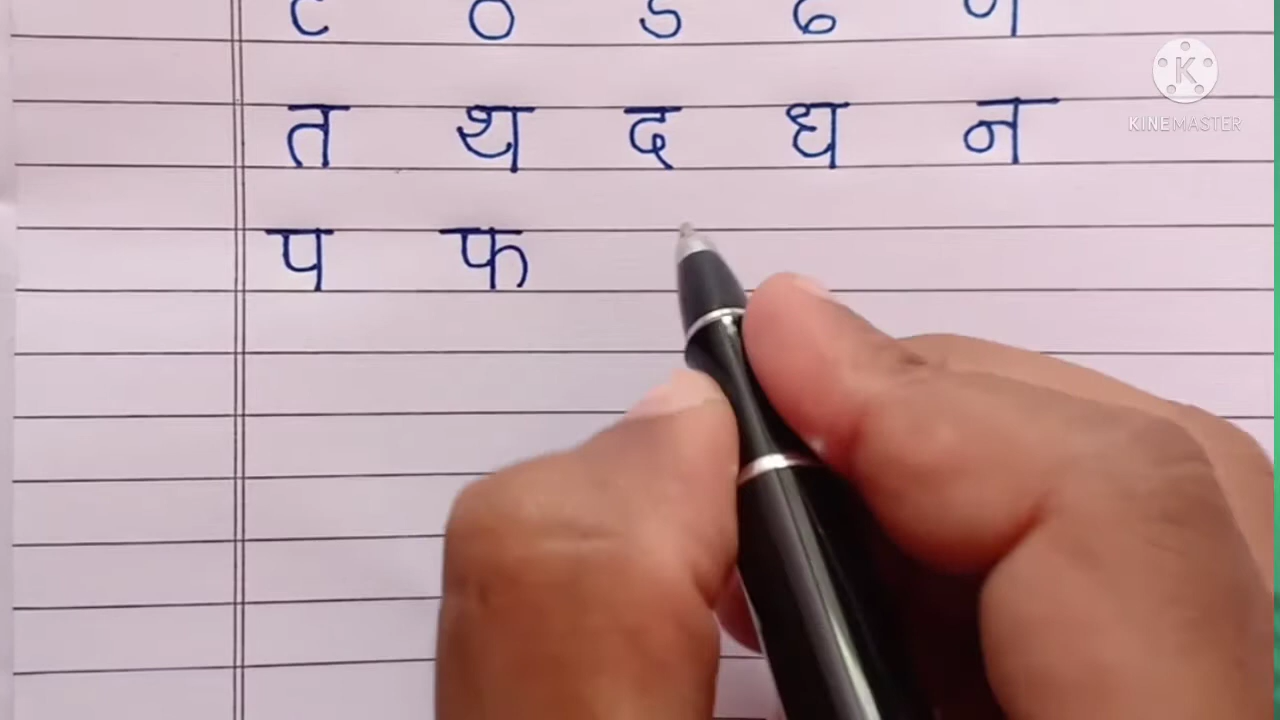 ट ठ ड ढ ण
त थ द ध न
प फ
KINEMASTER